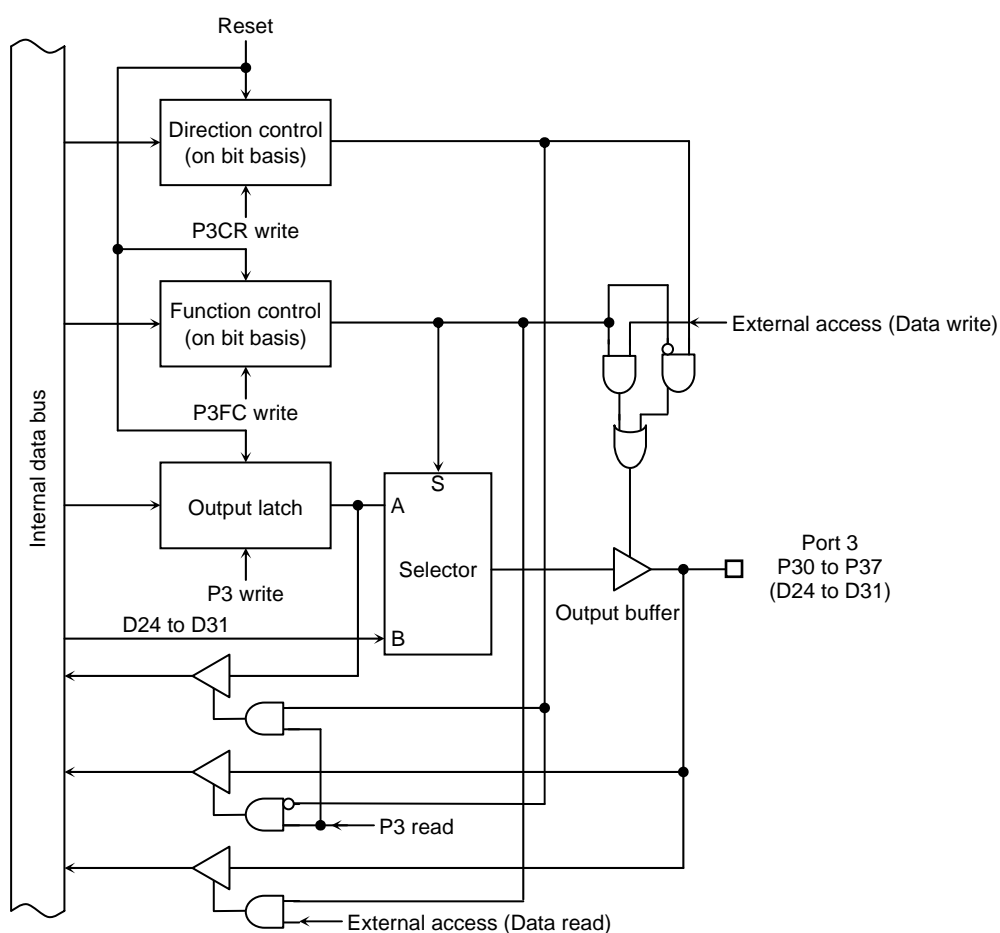 Reset
Direction control
(on bit basis)
P3CR write
Function control
(on bit basis)
External access (Data write)
P3FC write
Internal data bus
S
Output latch
A
Selector
Port 3
P30 to P37
(D24 to D31)
P3 write
Output buffer
D24 to D31
B
P3 read
External access (Data read)